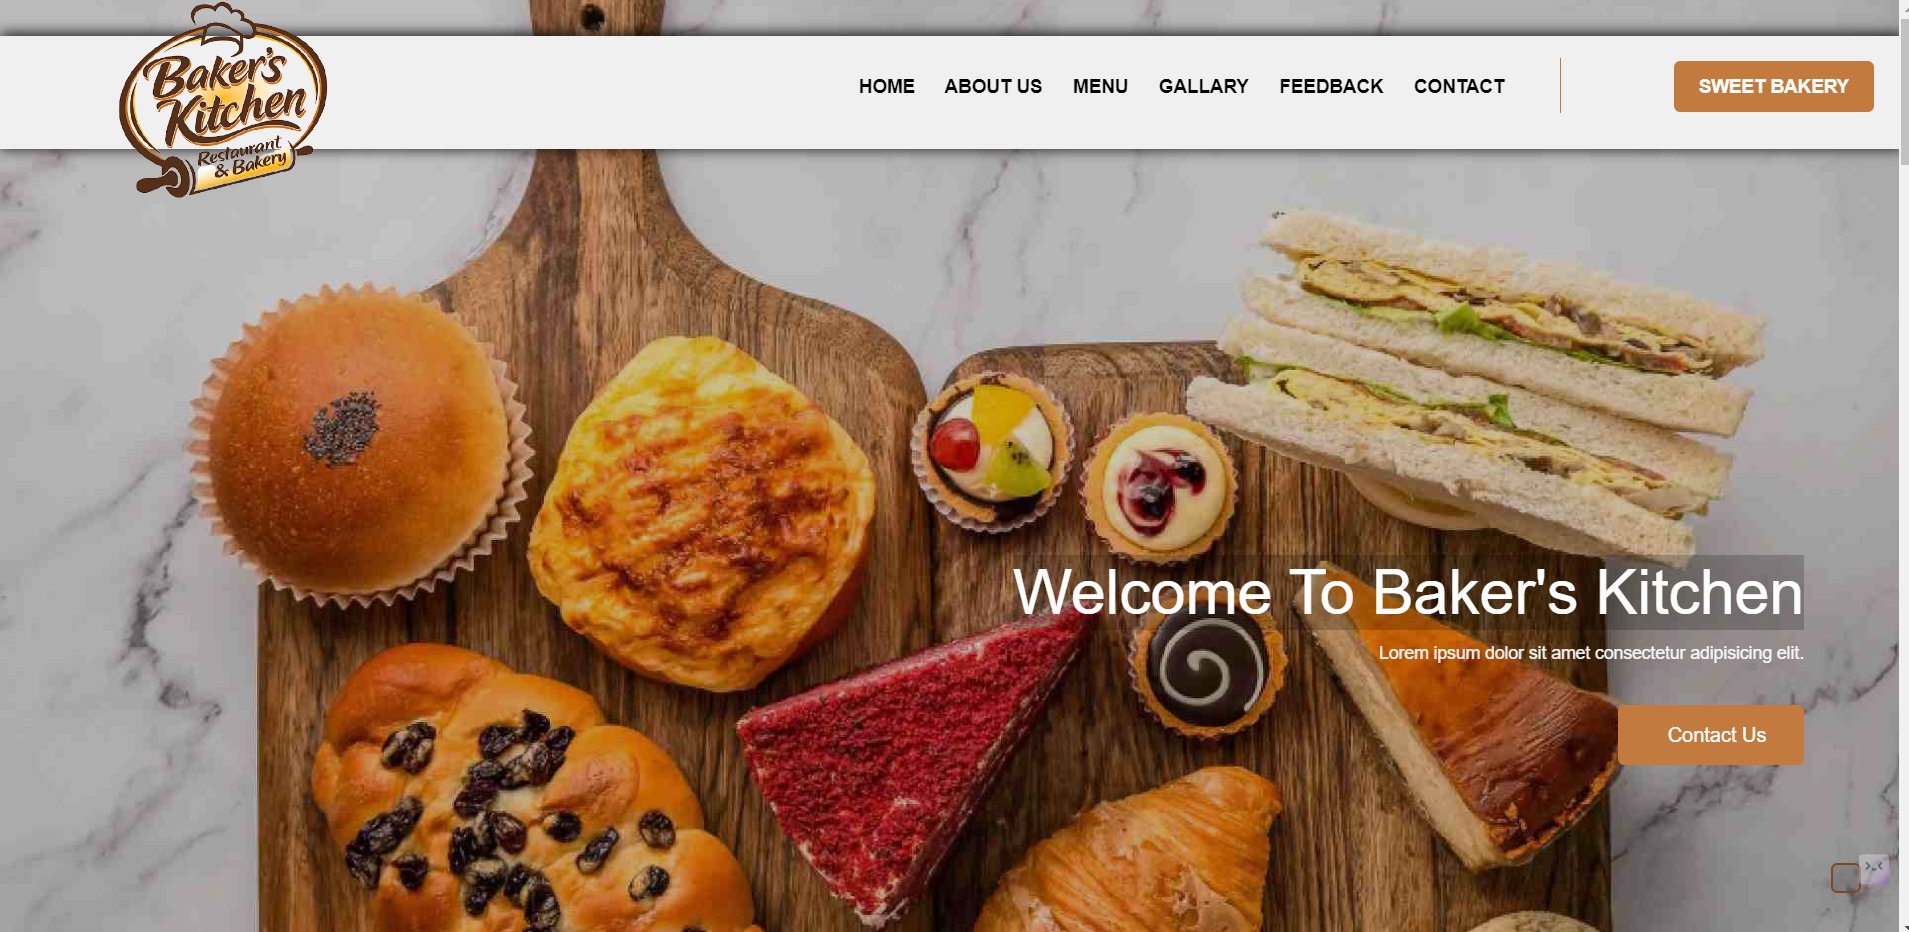 Baker's
Kitchen
Restaurant
& Bakery
HOME ABOUT US MENU GALLARY FEEDBACK CONTACT
SWEET BAKERY
Welcome To Baker's Kitchen
Lorem ipsum dolor sit amet consectetur adipisicing elit.
Contact Us